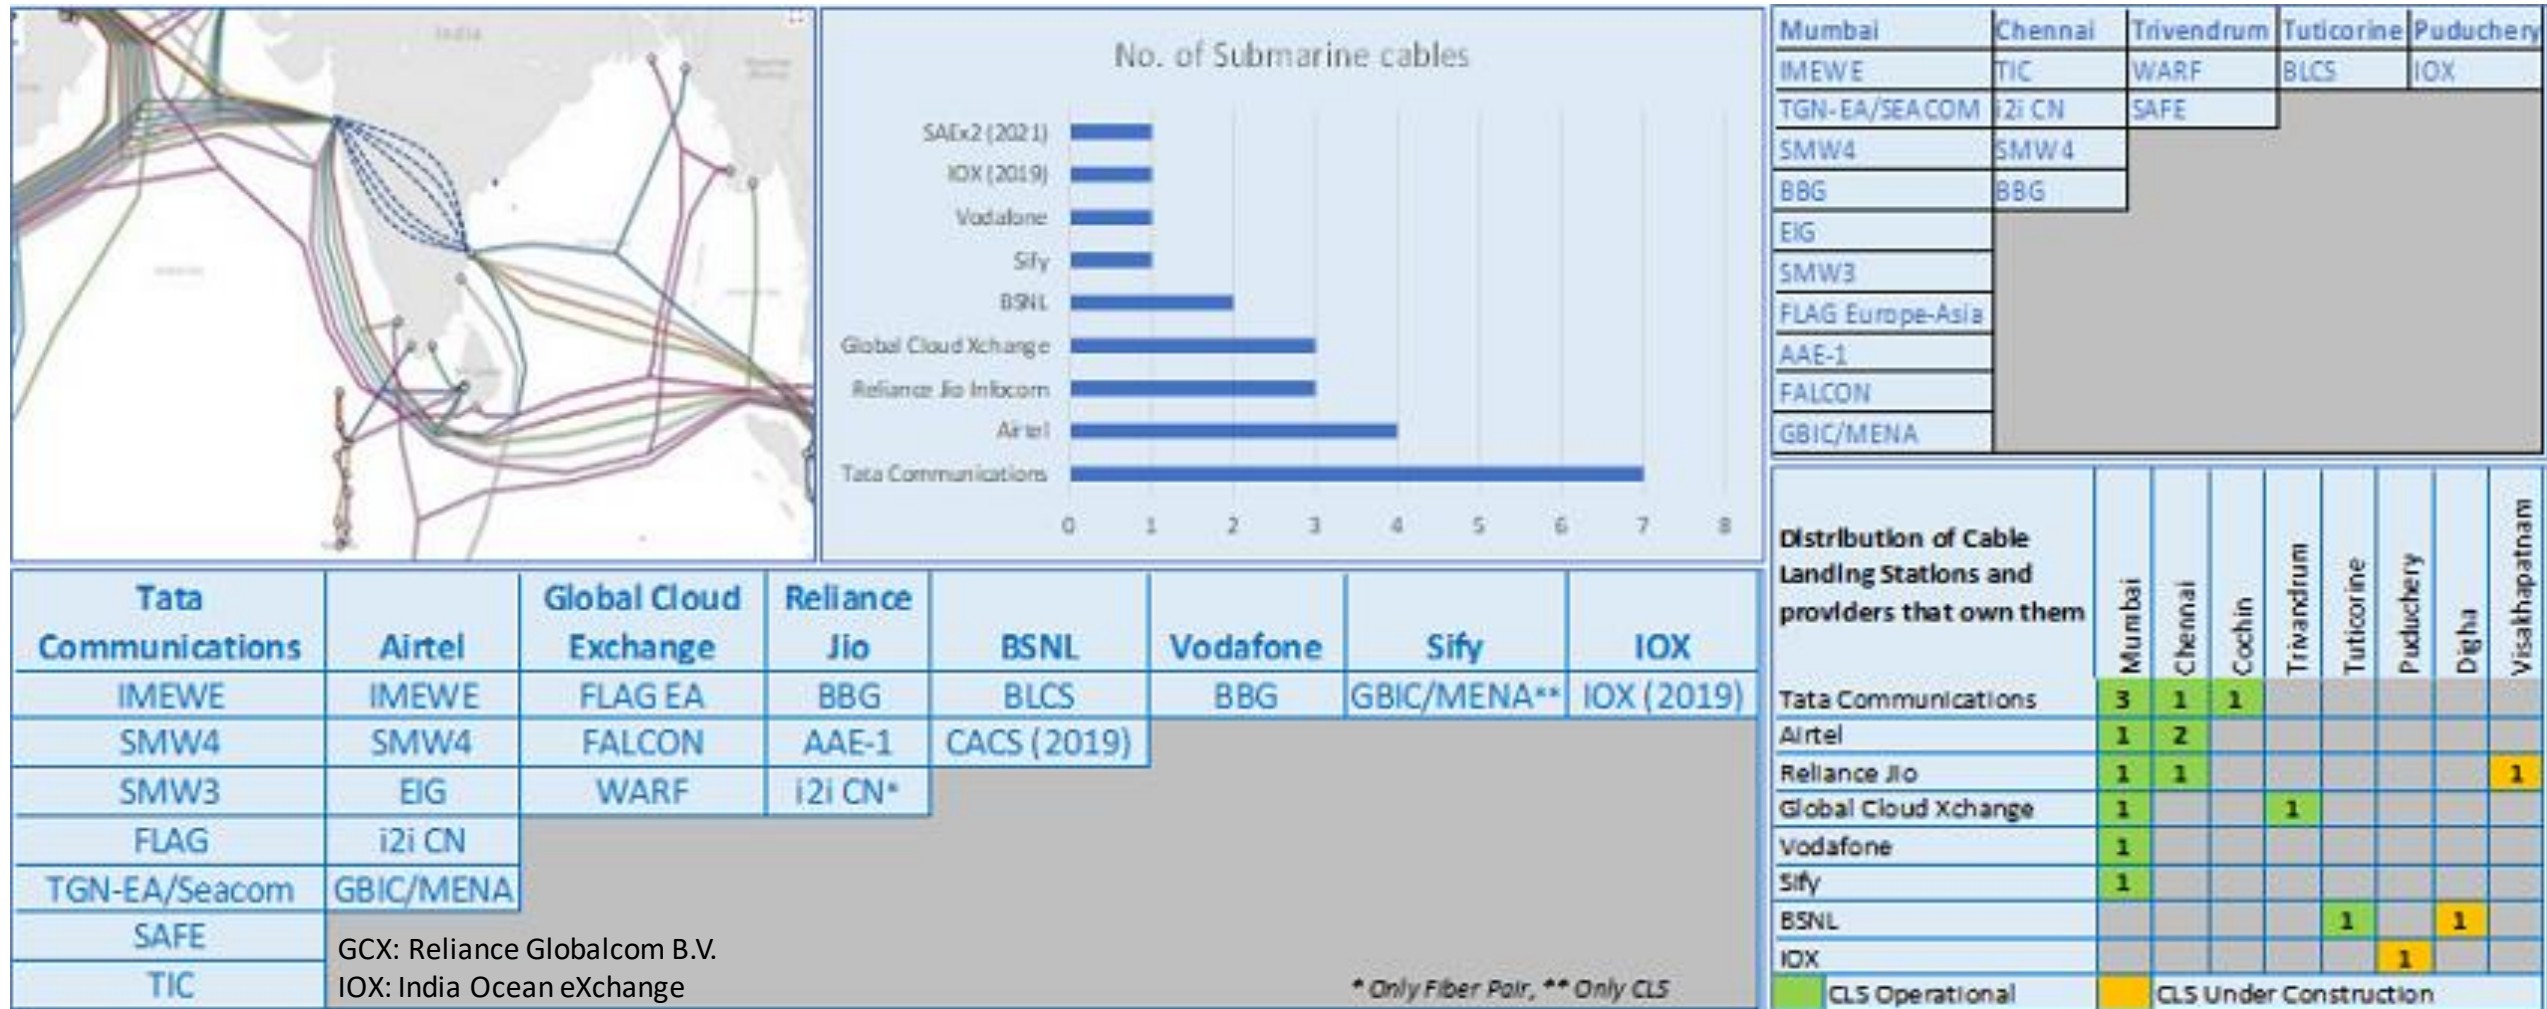 India
No. of Submarine cables
SAEx2 (2021)
IOX (2019)
Vodafone
Sify
BSNL
Global Cloud Xchange
Reliance Jio Infocom
Airtel
Tata Communications
0 1 2 3 4 5 6 7 8
Mumbai Chennai Trivendrum Tuticorine Puduchery
IMEWE TIC WARF BLCS IOX
TGN-EA/SEACOM i2i CN SAFE
SMW4 SMW4
BBG BBG
EIG
SMW3
FLAG Europe-Asia
AAE-1
FALCON
GBIC/MENA
Tata Communications Airtel Global Cloud Exchange Reliance Jio BSNL Vodafone Sify IOX
IMEWE IMEWE FLAG EA BBG BLCS BBG GBIC/MENA** IOX (2019)
SMW4 SMW4 FALCON AAE-1 CACS (2019)
SMW3 EIG WARF i2i CN*
FLAG i2i CN
TGN-EA/Seacom GBIC/MENA
SAFE
TIC
GCX: Reliance Globalcom B.V.
IOX: India Ocean eXchange
* Only Fiber Pair, ** Only CLS
Distribution of Cable
Landing Stations and
providers that own them
Mumbai Chennai Cochin Trivandrum Tuticorine Puduchery Digha Visakhapatnam
Tata Communications 3 1 1
Airtel 1 2
Reliance Jio 1 1 1
Global Cloud Xchange 1 1
Vodafone 1
Sify 1
BSNL 1 1
IOX 1
CLS Operational CLS Under Construction